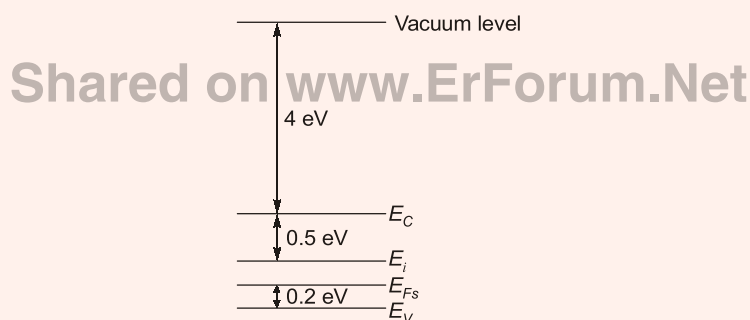 Vacuum level
Shared on www.ErForum.Net
4 eV
E_C
0.5 eV
E_i
E_Fs
0.2 eV
E_V